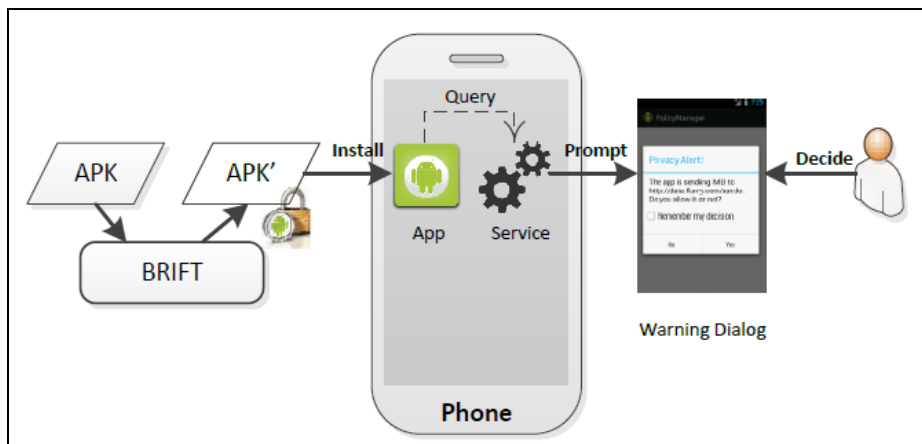 APK
APK'
BRIFT
Install
Query
App
Service
Phone
Prompt
PolicyManager
Privacy Alert!
The app is sending MEI to
Do you allow it or not?
Remember my decision.
No
Yes
Warning Dialog
Decide